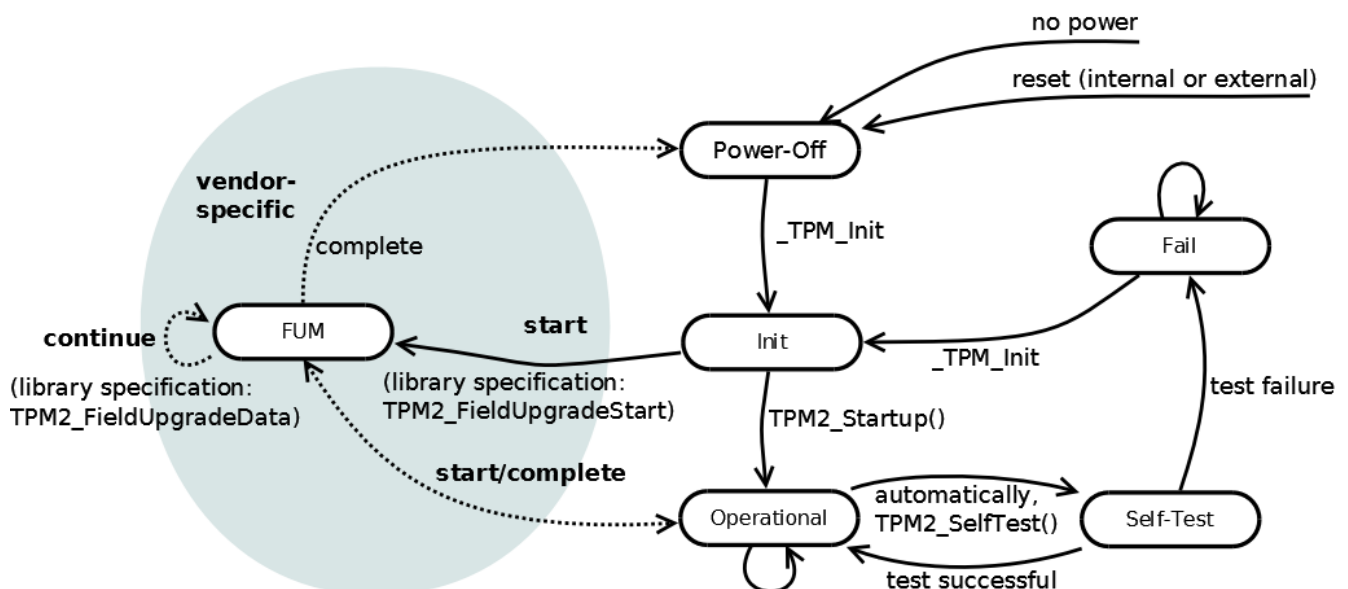 no power
reset (internal or external)
Power-Off
vendor-
specific
complete
_TPM_Init
Fail
continue
FUM
start
Init
_TPM_Init
(library specification:
TPM2_FieldUpgradeData)
(library specification:
TPM2_FieldUpgradeStart)
TPM2_Startup()
test failure
start/complete
Operational
automatically,
TPM2_SelfTest()
Self-Test
test successful